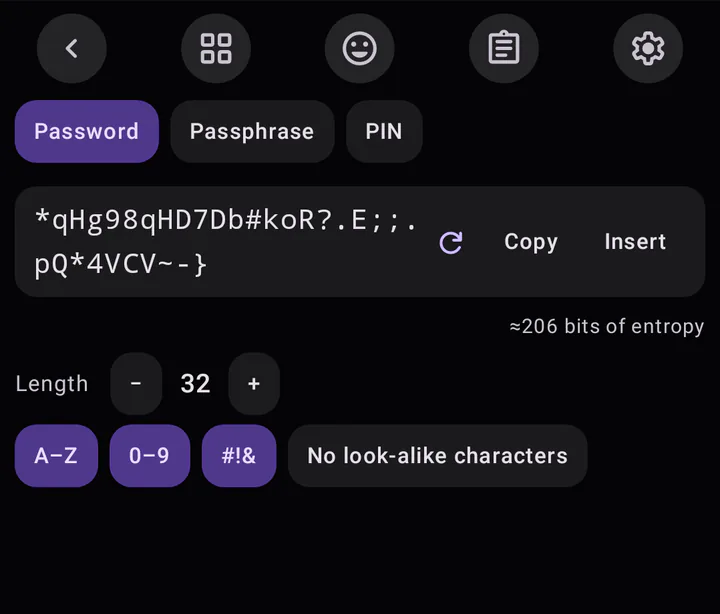 Password Passphrase PIN
*qHg98qHD7Db#koR?.E;;.
pQ*4VCV~-}
Copy Insert
≈206 bits of entropy
Length - 32 +
A–Z 0–9 #!& No look-alike characters